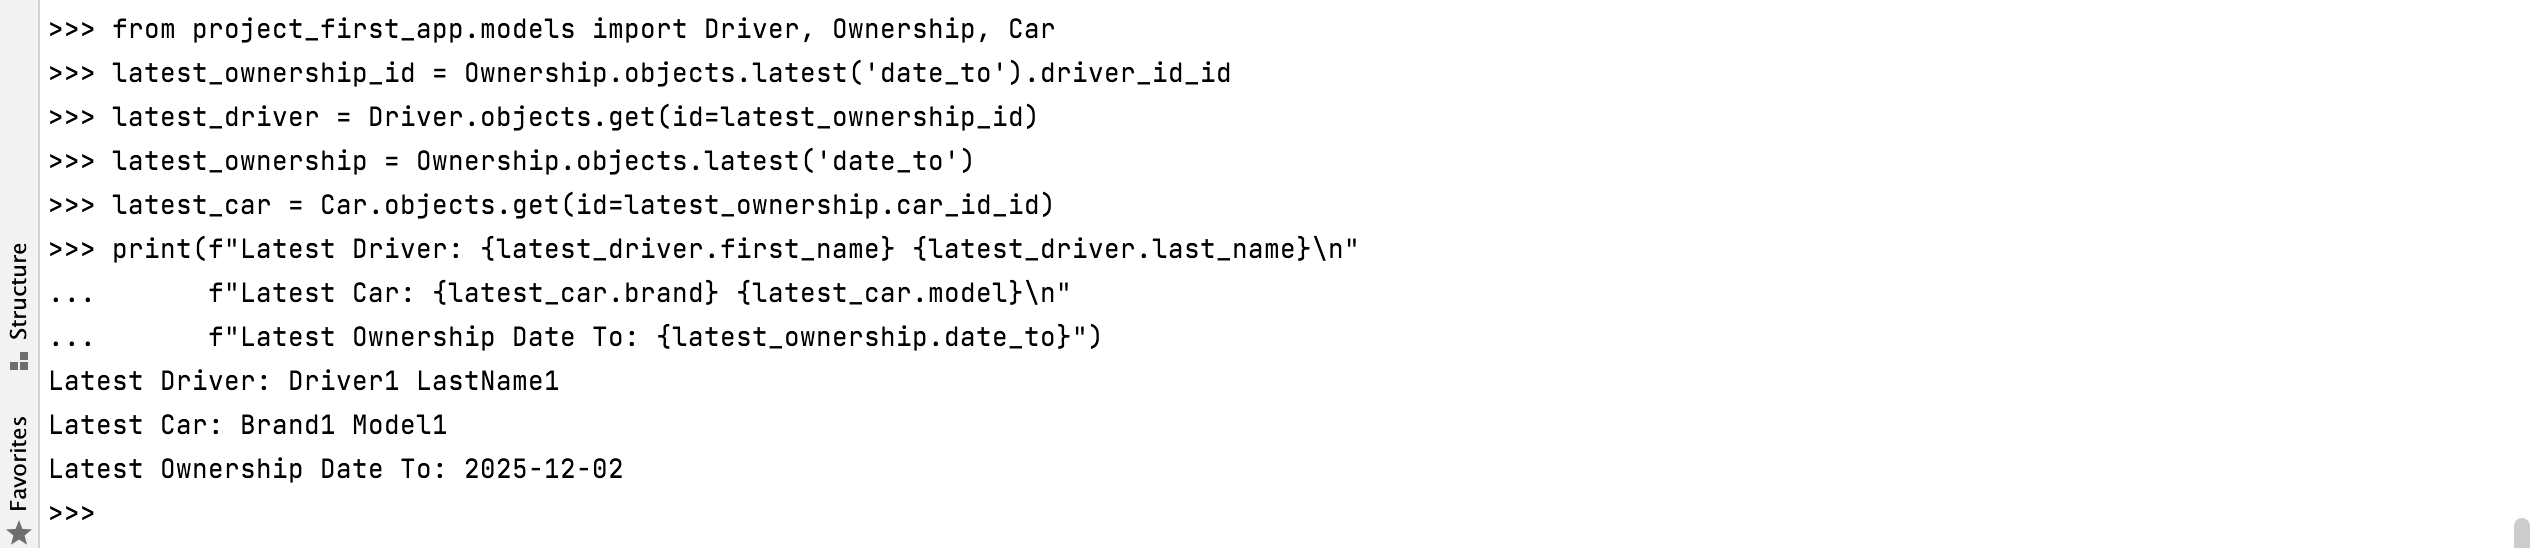 >>> from project_first_app.models import Driver, Ownership, Car
>>> latest_ownership_id = Ownership.objects.latest('date_to').driver_id_id
>>> latest_driver = Driver.objects.get(id=latest_ownership_id)
>>> latest_ownership = Ownership.objects.latest('date_to')
>>> latest_car = Car.objects.get(id=latest_ownership.car_id_id)
>>> print(f"Latest Driver: {latest_driver.first_name} {latest_driver.last_name}\n"
...       f"Latest Car: {latest_car.brand} {latest_car.model}\n"
...       f"Latest Ownership Date To: {latest_ownership.date_to}")
Latest Driver: Driver1 LastName1
Latest Car: Brand1 Model1
Latest Ownership Date To: 2025-12-02
>>>
Structure
Favorites